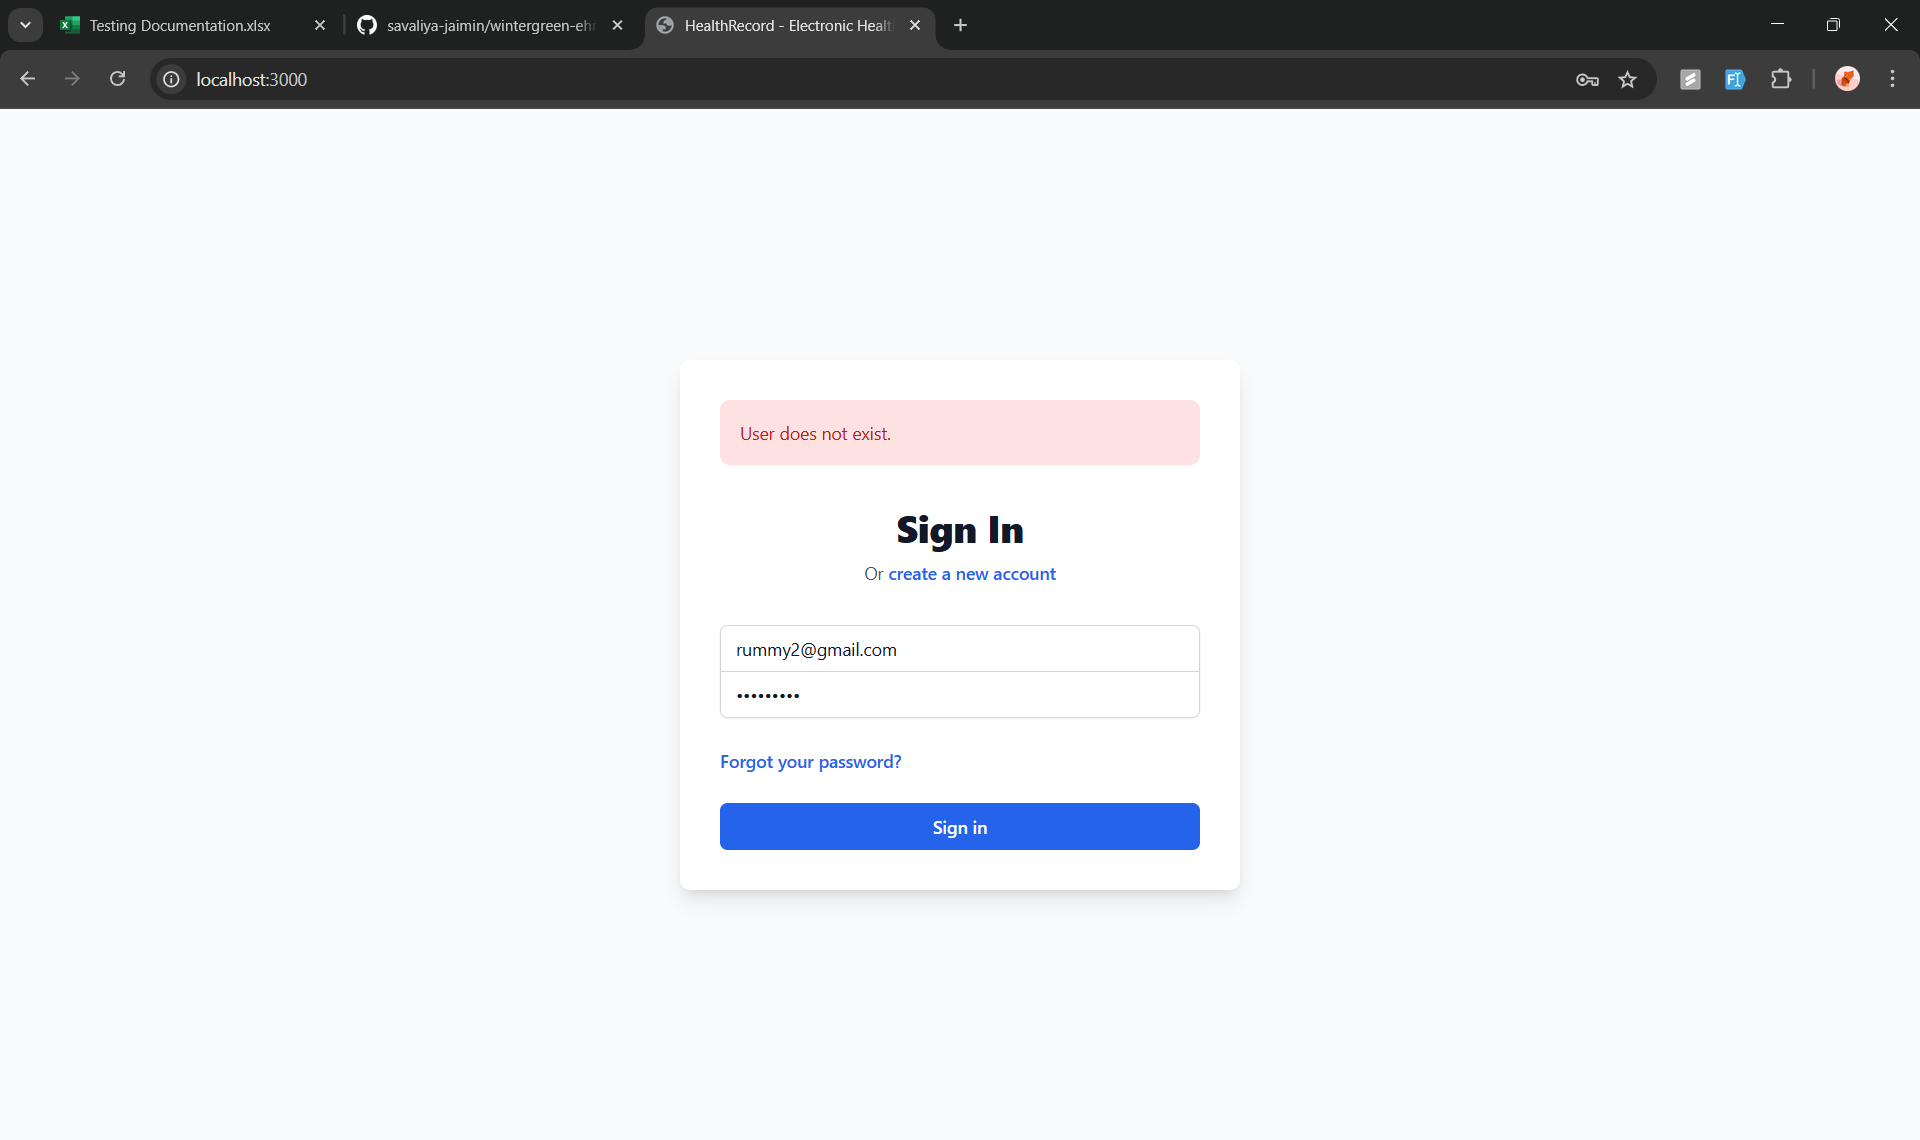 Testing Documentation.xlsx
savaliya-jaimin/wintergreen-ehr
HealthRecord - Electronic Healt
localhost:3000
User does not exist.
Sign In
Or create a new account
rummy2@gmail.com
•••••••••
Forgot your password?
Sign in